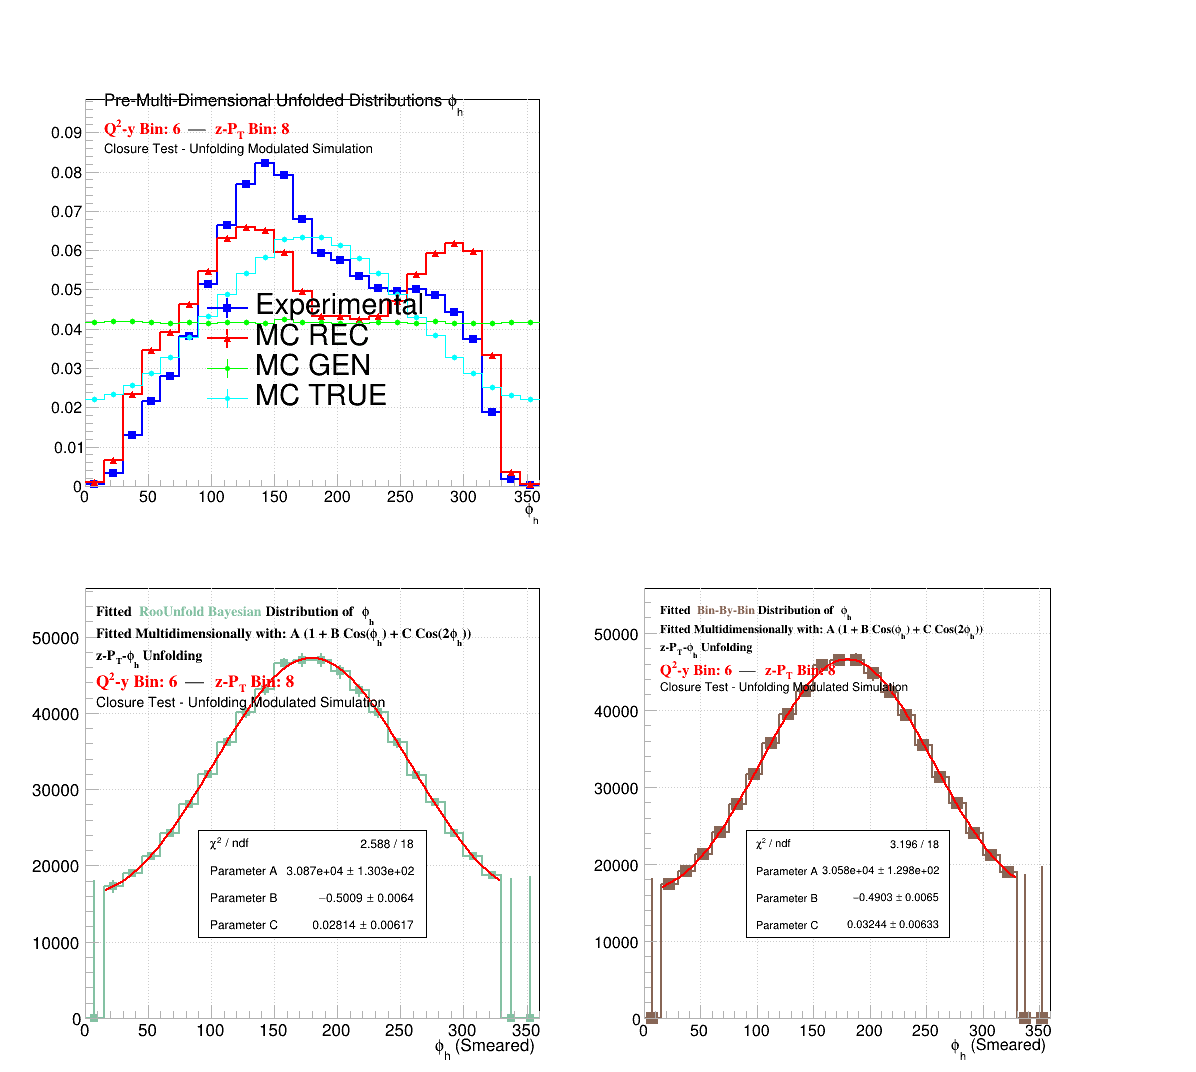 Pre-Multi-Dimensional Unfolded Distributions ϕh
Q²-y Bin: 6 — z-PT Bin: 8
Closure Test - Unfolding Modulated Simulation
0.09
0.08
0.07
0.06
0.05
0.04
0.03
0.02
0.01
0
Experimental
MC REC
MC GEN
MC TRUE
0 50 100 150 200 250 300 350
ϕh
Fitted RooUnfold Bayesian Distribution of ϕh
Fitted Multidimensionally with: A (1 + B Cos(ϕh) + C Cos(2ϕh))
z-PT-ϕh Unfolding
Q²-y Bin: 6 — z-PT Bin: 8
Closure Test - Unfolding Modulated Simulation
50000
40000
30000
20000
10000
0
χ² / ndf 2.588 / 18
Parameter A 3.087e+04 ± 1.303e+02
Parameter B −0.5009 ± 0.0064
Parameter C 0.02814 ± 0.00617
0 50 100 150 200 250 300 350
ϕh (Smeared)
Fitted Bin-By-Bin Distribution of ϕh
Fitted Multidimensionally with: A (1 + B Cos(ϕh) + C Cos(2ϕh))
z-PT-ϕh Unfolding
Q²-y Bin: 6 — z-PT Bin: 8
Closure Test - Unfolding Modulated Simulation
50000
40000
30000
20000
10000
0
χ² / ndf 3.196 / 18
Parameter A 3.058e+04 ± 1.298e+02
Parameter B −0.4903 ± 0.0065
Parameter C 0.03244 ± 0.00633
0 50 100 150 200 250 300 350
ϕh (Smeared)